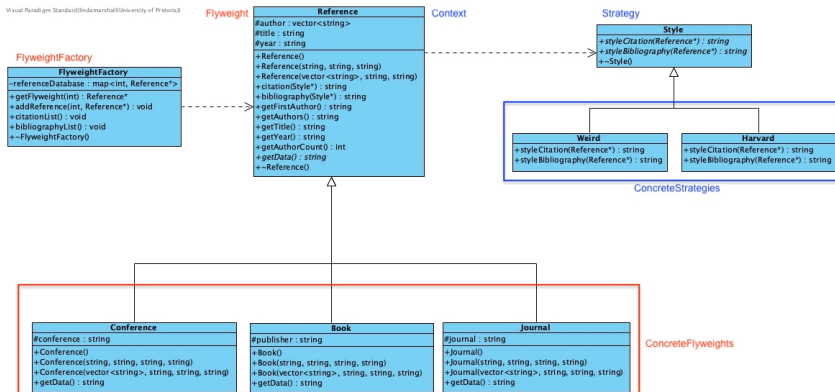 Visual Paradigm Standard(lindamarshall(University of Pretoria))
Flyweight
Context
Strategy
FlyweightFactory
Reference
#author : vector<string>
#title : string
#year : string
+Reference()
+Reference(string, string, string)
+Reference(vector<string>, string, string)
+citation(Style*) : string
+bibliography(Style*) : string
+getFirstAuthor() : string
+getAuthors() : string
+getTitle() : string
+getYear() : string
+getAuthorCount() : int
+getData() : string
+~Reference()
Style
+styleCitation(Reference*) : string
+styleBibliography(Reference*) : string
+~Style()
FlyweightFactory
-referenceDatabase : map<int, Reference*>
+getFlyweight(int) : Reference*
+addReference(int, Reference*) : void
+citationList() : void
+bibliographyList() : void
+~FlyweightFactory()
Weird
+styleCitation(Reference*) : string
+styleBibliography(Reference*) : string
Harvard
+styleCitation(Reference*) : string
+styleBibliography(Reference*) : string
ConcreteStrategies
Conference
#conference : string
+Conference()
+Conference(string, string, string, string)
+Conference(vector<string>, string, string, string)
+getData() : string
Book
#publisher : string
+Book()
+Book(string, string, string, string)
+Book(vector<string>, string, string, string)
+getData() : string
Journal
#journal : string
+Journal()
+Journal(string, string, string, string)
+Journal(vector<string>, string, string, string)
+getData() : string
ConcreteFlyweights